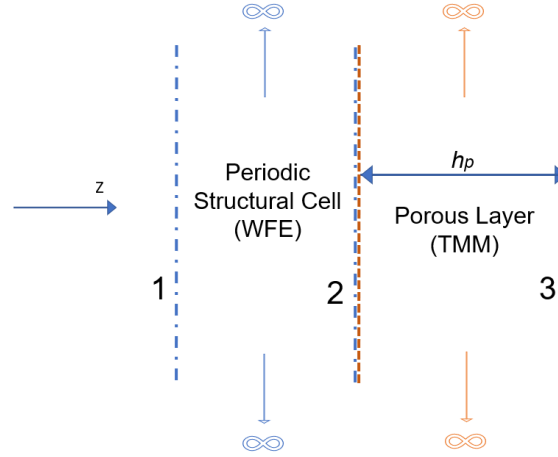 ∞ ∞
hp
z
Periodic
Structural Cell
(WFE)
Porous Layer
(TMM)
1 2 3
∞ ∞